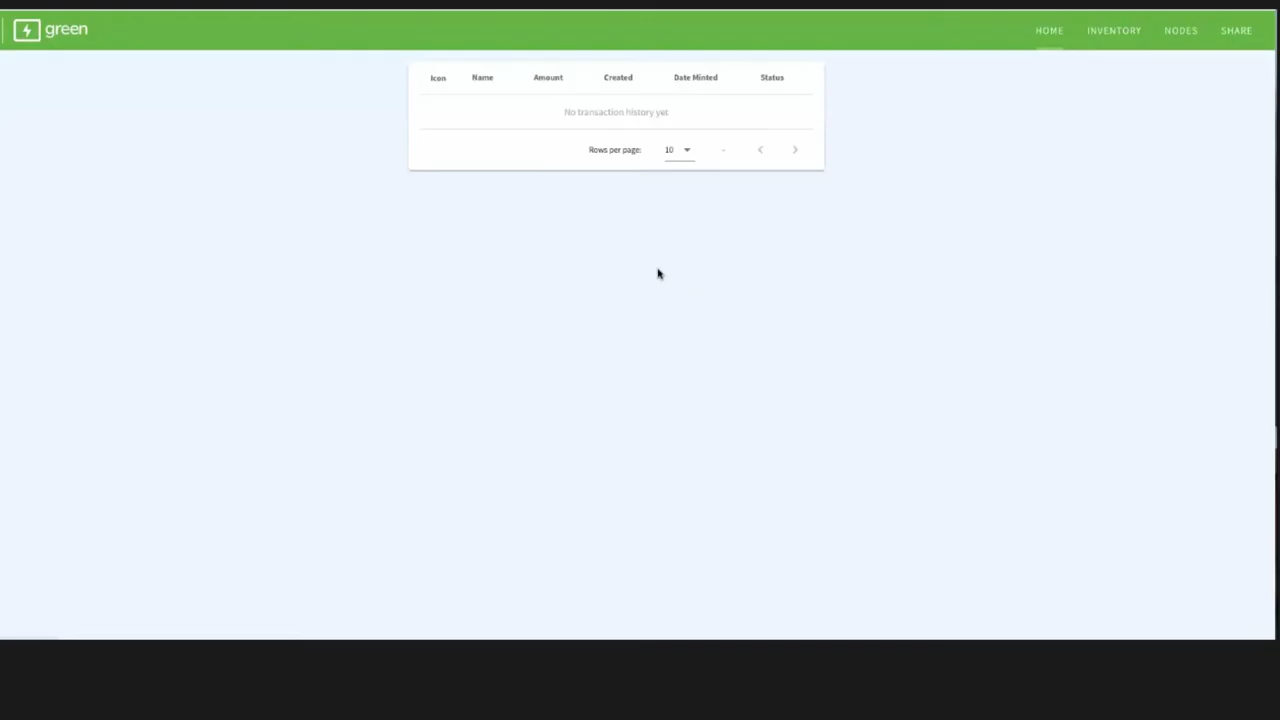 green HOME INVENTORY NODES SHARE
Icon Name Amount Created Date Minted Status
No transaction history yet
Rows per page: 10 -